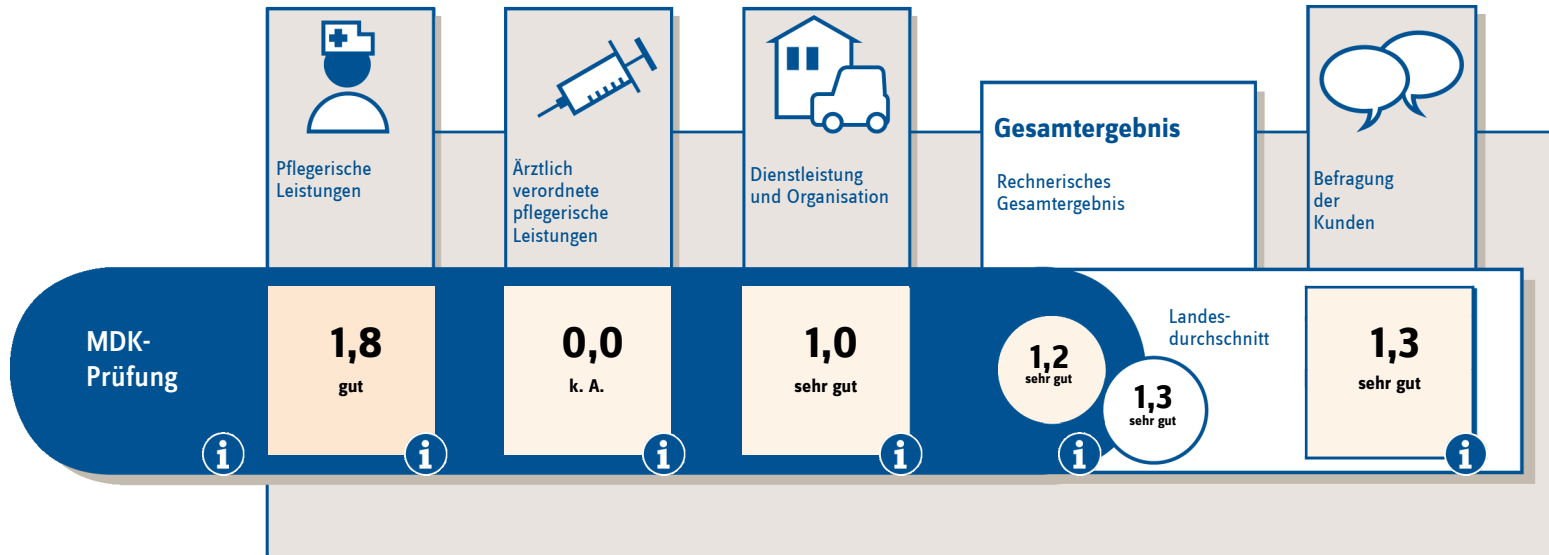 Pflegerische
Leistungen
Ärztlich
verordnete
pflegerische
Leistungen
Dienstleistung
und Organisation
Gesamtergebnis
Rechnerisches
Gesamtergebnis
Befragung
der
Kunden
MDK-
Prüfung
1,8
gut
0,0
k. A.
1,0
sehr gut
1,2
sehr gut
Landes-
durchschnitt
1,3
sehr gut
1,3
sehr gut
i
i
i
i
i
i